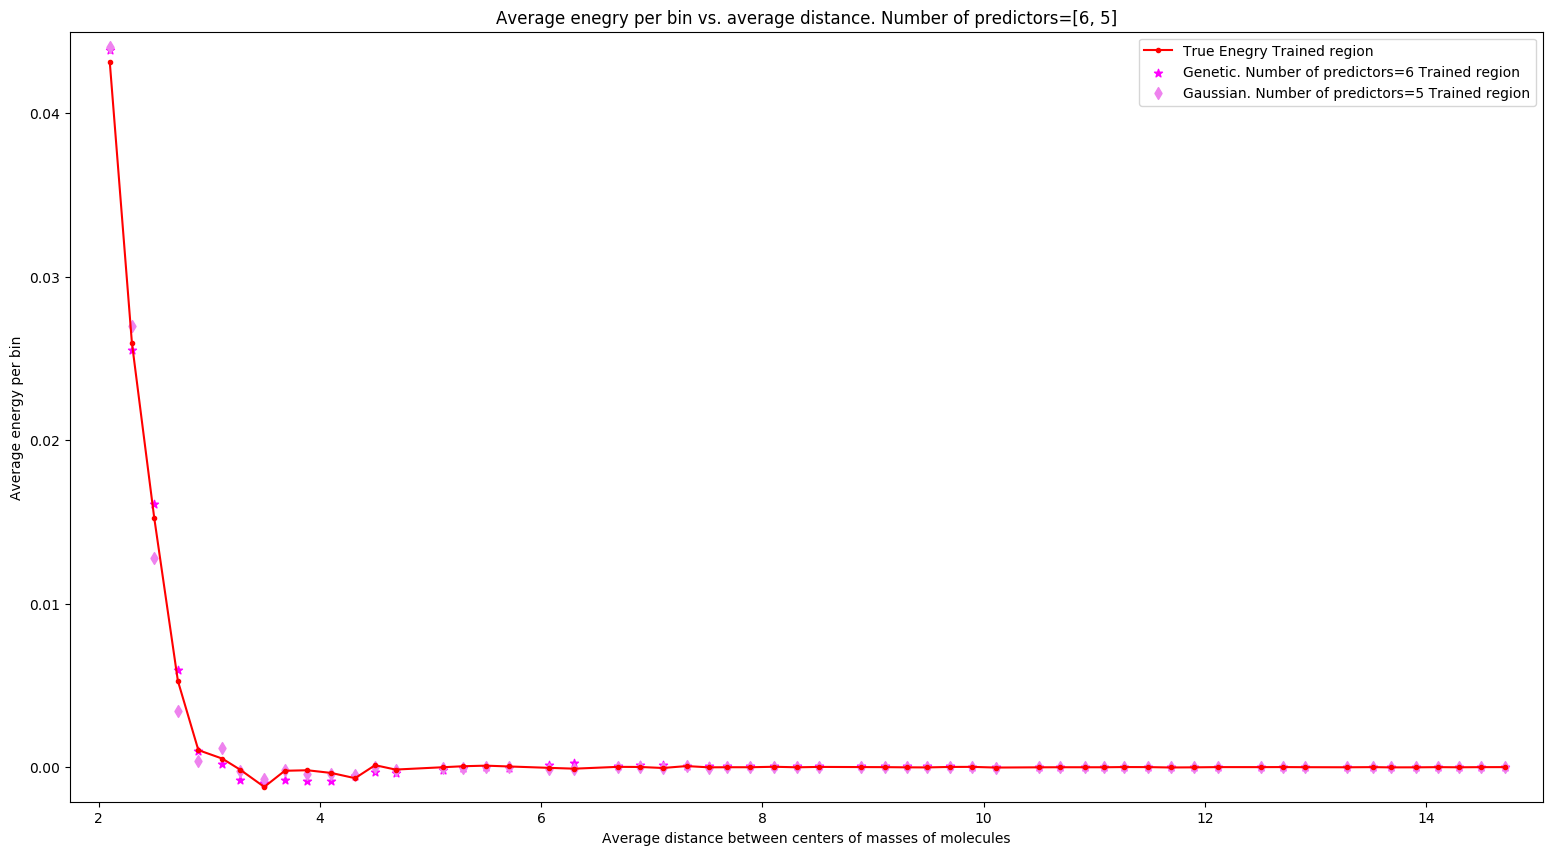 Average enegry per bin vs. average distance. Number of predictors=[6, 5]
True Enegry Trained region
Genetic. Number of predictors=6 Trained region
Gaussian. Number of predictors=5 Trained region
Average energy per bin
0.04
0.03
0.02
0.01
0.00
2
4
6
8
10
12
14
Average distance between centers of masses of molecules